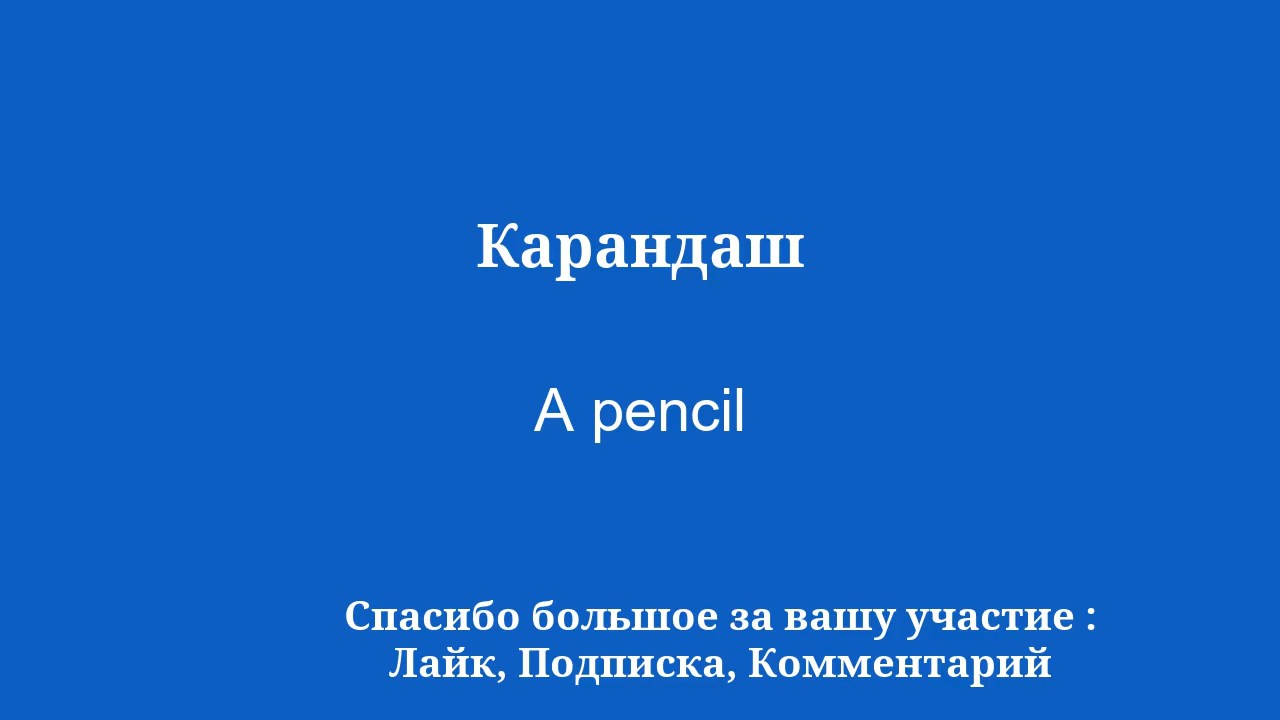 Карандаш
A pencil
Спасибо большое за вашу участие :
Лайк, Подписка, Комментарий